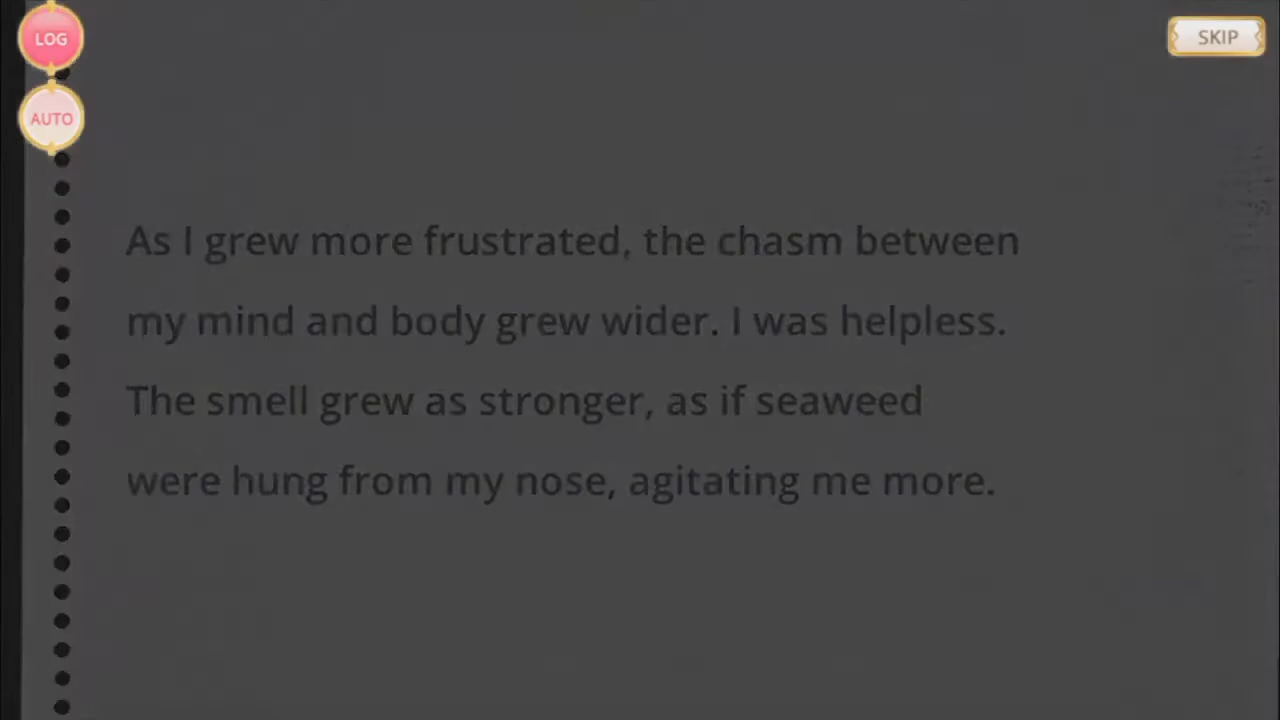 LOG
SKIP
AUTO
As I grew more frustrated, the chasm between
my mind and body grew wider. I was helpless.
The smell grew as stronger, as if seaweed
were hung from my nose, agitating me more.